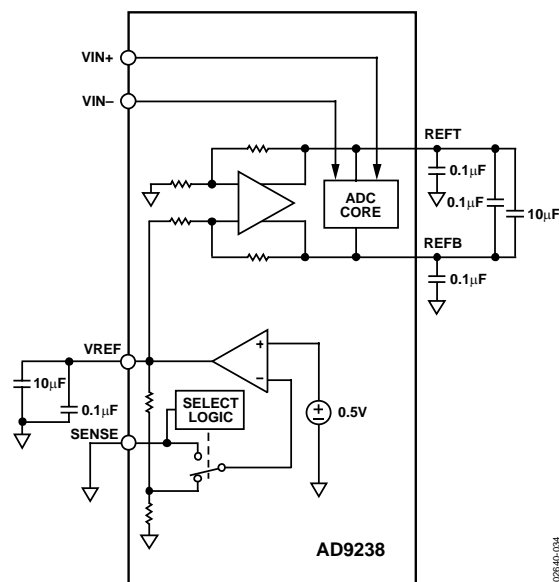 VIN+
VIN–
REFT
0.1μF
ADC
CORE
0.1μF
10μF
REFB
0.1μF
VREF
+
–
10μF
0.1μF
SELECT
LOGIC
+
–
0.5V
SENSE
AD9238
02640-034